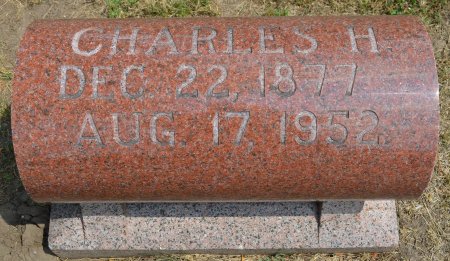 CHARLES H.
DEC. 22, 1877
AUG. 17, 1952